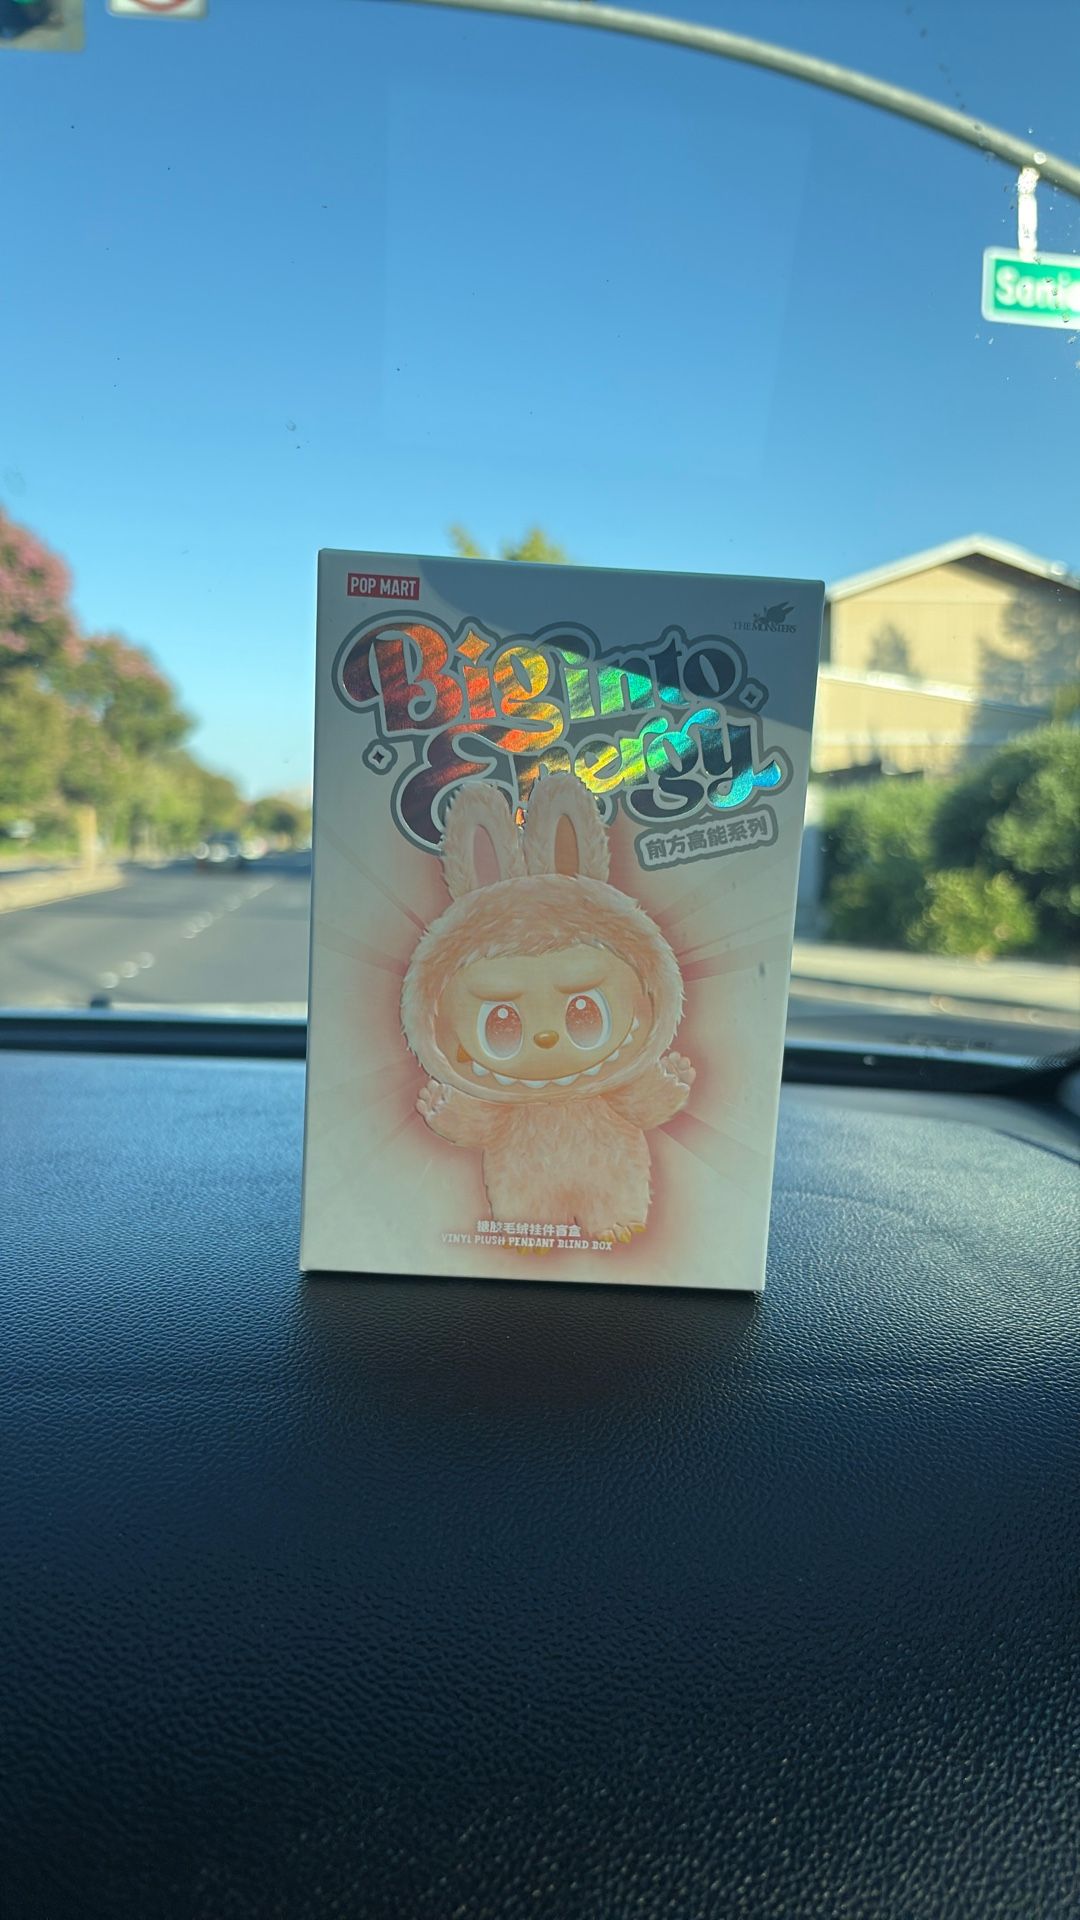 POP MART
THE MONSTERS
Big into
Energy
前方高能系列
搪胶毛绒挂件盲盒
VINYL PLUSH PENDANT BLIND BOX